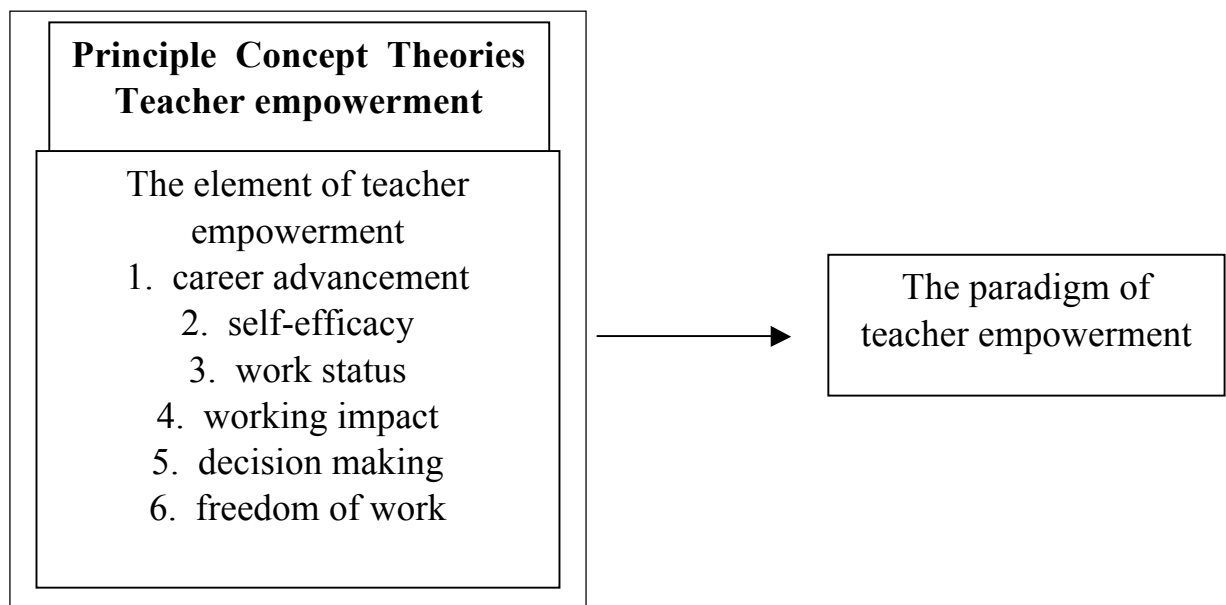 Principle Concept Theories
Teacher empowerment
The element of teacher
empowerment
1. career advancement
2. self-efficacy
3. work status
4. working impact
5. decision making
6. freedom of work
The paradigm of
teacher empowerment